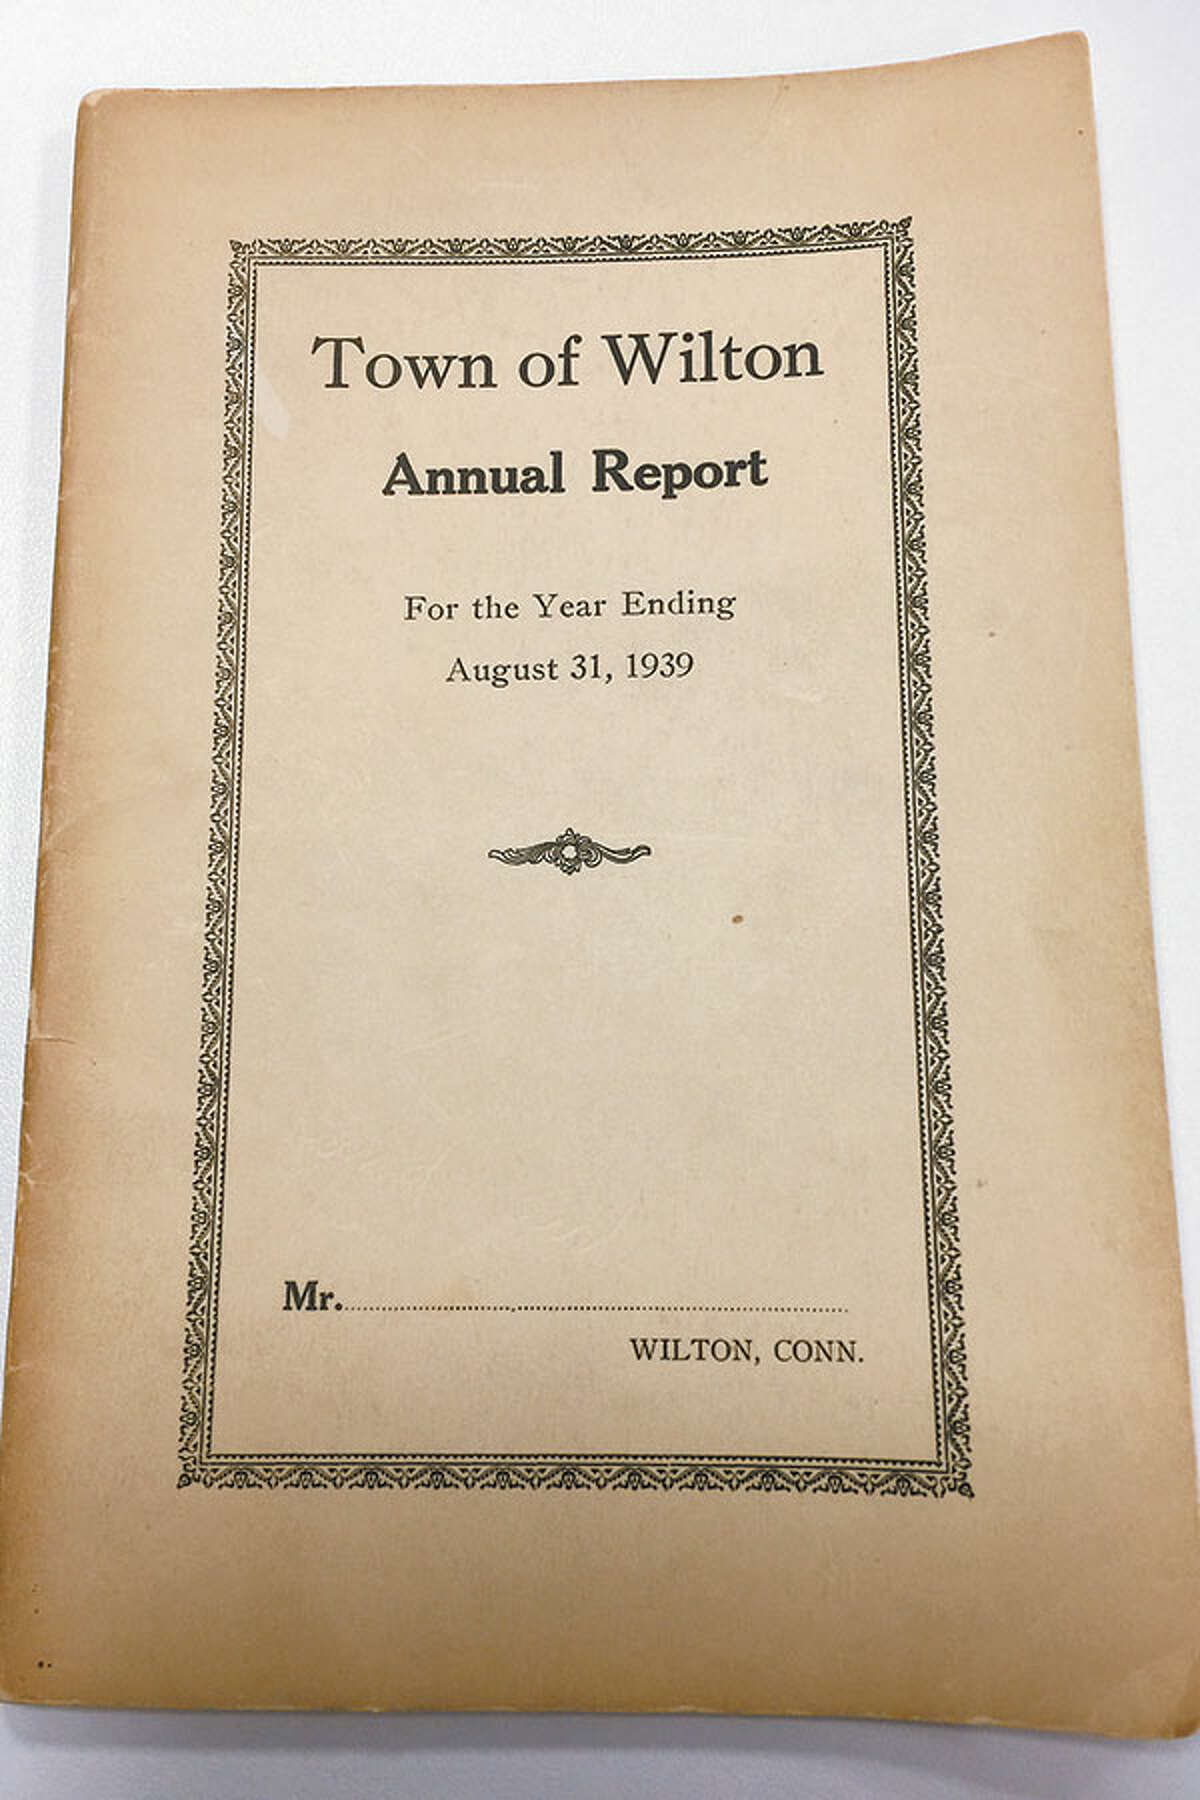 Town of Wilton
Annual Report
For the Year Ending
August 31, 1939
Mr.
WILTON, CONN.